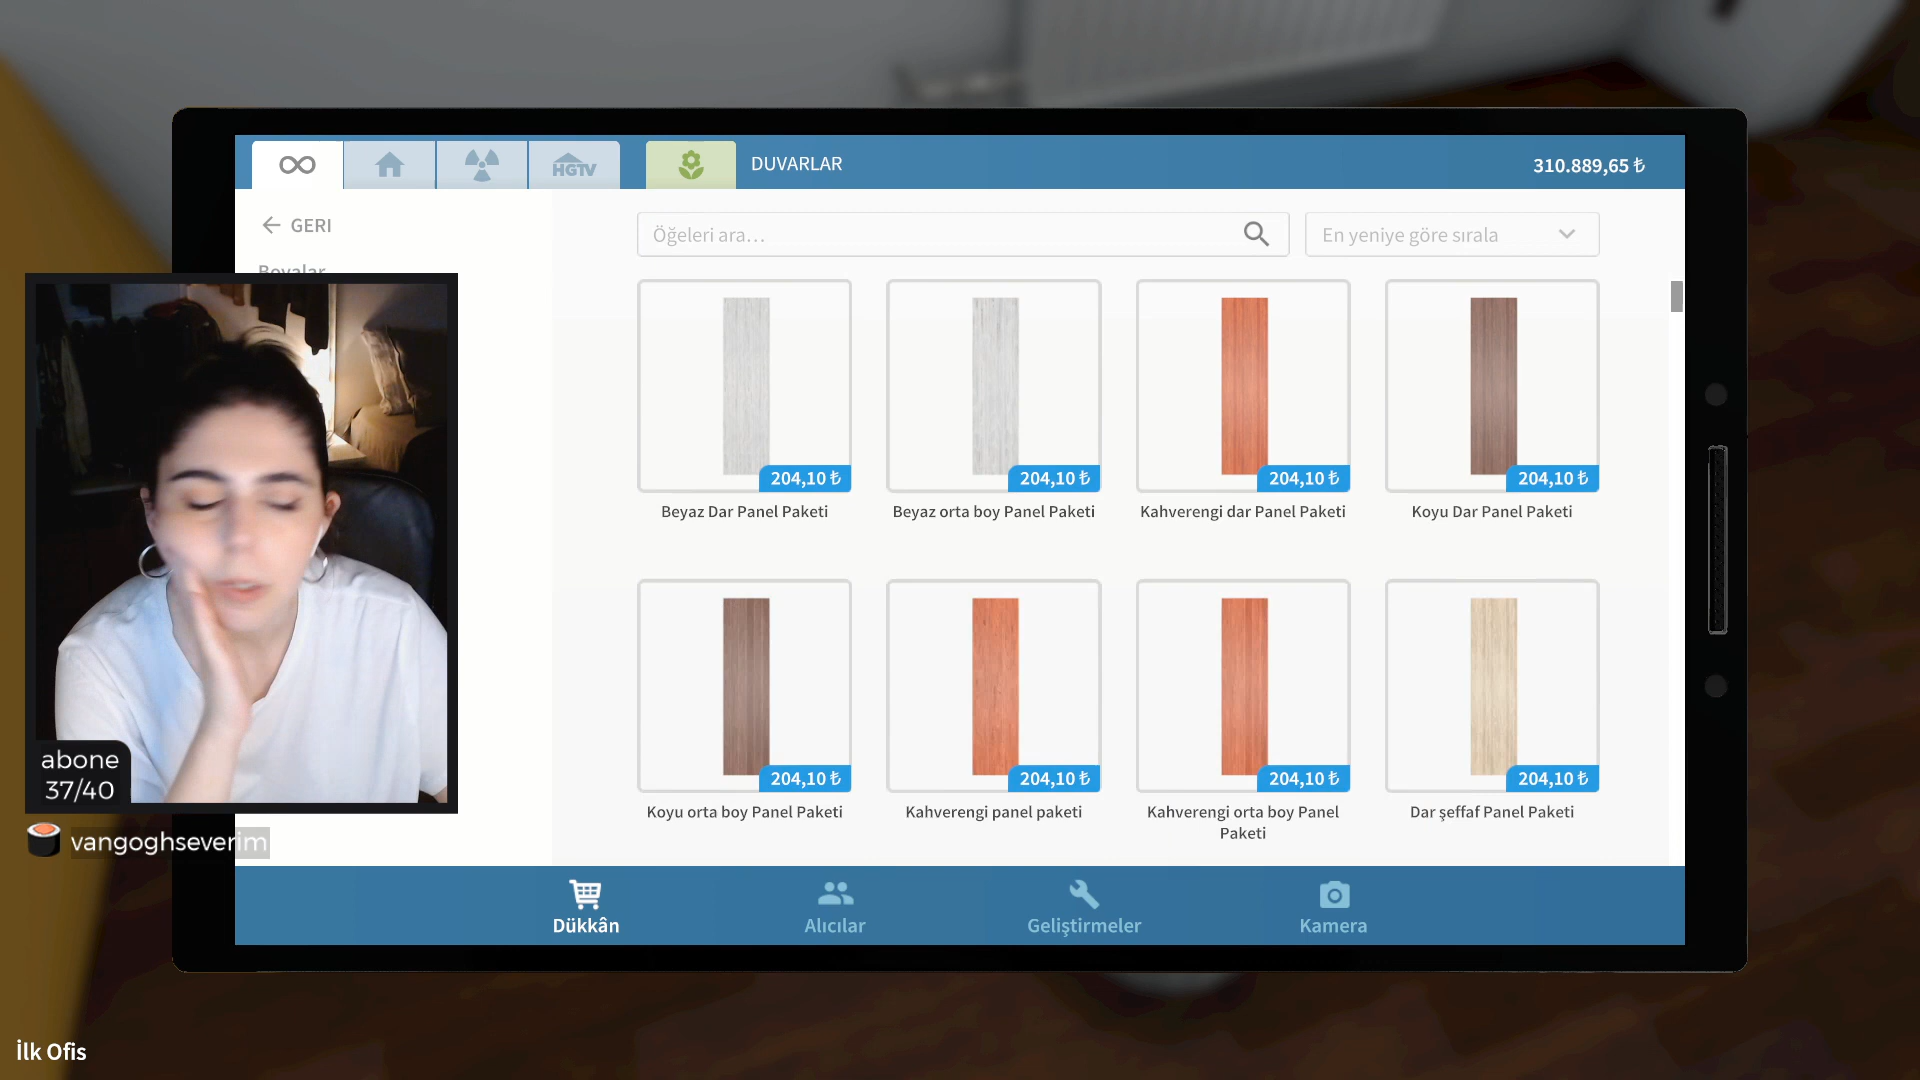 HGTV
DUVARLAR
310.889,65 ₺
GERI
Boyalar
Öğeleri ara...
En yeniye göre sırala
204,10 ₺
204,10 ₺
204,10 ₺
204,10 ₺
Beyaz Dar Panel Paketi
Beyaz orta boy Panel Paketi
Kahverengi dar Panel Paketi
Koyu Dar Panel Paketi
204,10 ₺
204,10 ₺
204,10 ₺
204,10 ₺
Koyu orta boy Panel Paketi
Kahverengi panel paketi
Kahverengi orta boy Panel
Paketi
Dar şeffaf Panel Paketi
abone
37/40
vangoghseverim
Dükkân
Alıcılar
Geliştirmeler
Kamera
İlk Ofis